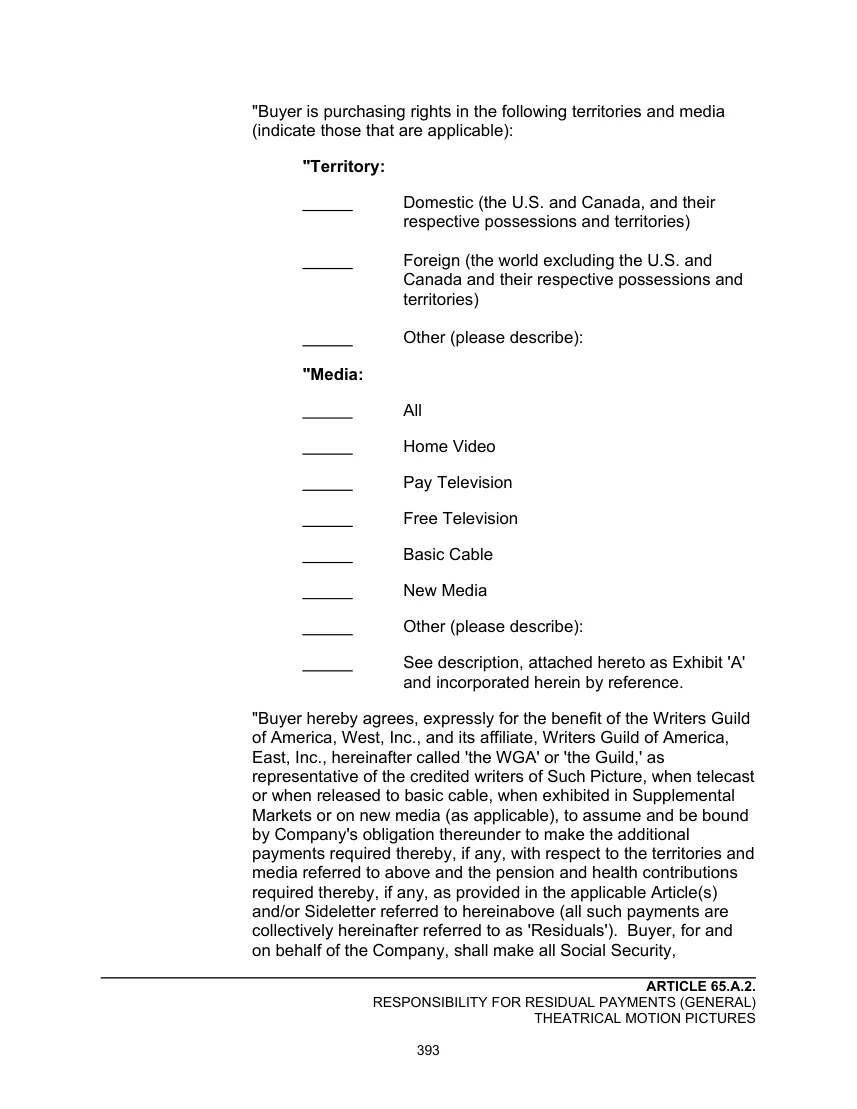 "Buyer is purchasing rights in the following territories and media
(indicate those that are applicable):
"Territory:
______ Domestic (the U.S. and Canada, and their
respective possessions and territories)
______ Foreign (the world excluding the U.S. and
Canada and their respective possessions and
territories)
______ Other (please describe):
"Media:
______ All
______ Home Video
______ Pay Television
______ Free Television
______ Basic Cable
______ New Media
______ Other (please describe):
______ See description, attached hereto as Exhibit 'A'
and incorporated herein by reference.
"Buyer hereby agrees, expressly for the benefit of the Writers Guild
of America, West, Inc., and its affiliate, Writers Guild of America,
East, Inc., hereinafter called 'the WGA' or 'the Guild,' as
representative of the credited writers of Such Picture, when telecast
or when released to basic cable, when exhibited in Supplemental
Markets or on new media (as applicable), to assume and be bound
by Company's obligation thereunder to make the additional
payments required thereby, if any, with respect to the territories and
media referred to above and the pension and health contributions
required thereby, if any, as provided in the applicable Article(s)
and/or Sideletter referred to hereinabove (all such payments are
collectively hereinafter referred to as 'Residuals').  Buyer, for and
on behalf of the Company, shall make all Social Security,
ARTICLE 65.A.2.
RESPONSIBILITY FOR RESIDUAL PAYMENTS (GENERAL)
THEATRICAL MOTION PICTURES
393